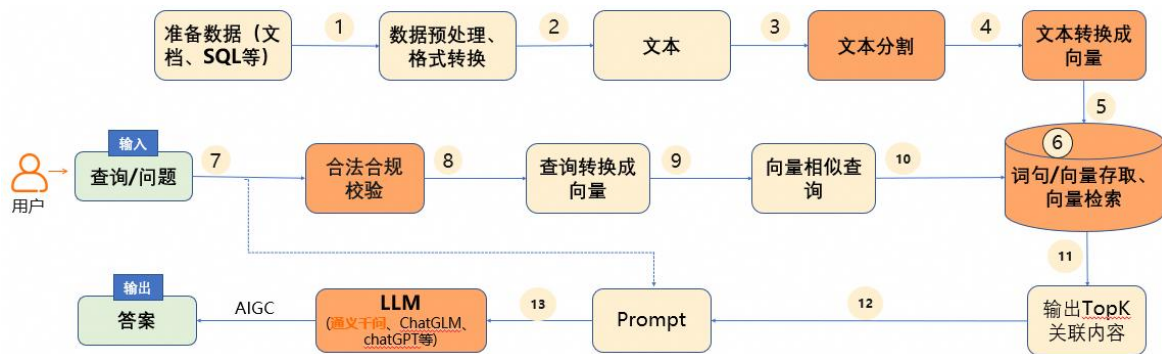 准备数据（文
档、SQL等）
1
数据预处理、
格式转换
2
文本
3
文本分割
4
文本转换成
向量
5
输入
查询/问题
用户
7
合法合规
校验
8
查询转换成
向量
9
向量相似查
询
10
6
词句/向量存取、
向量检索
11
输出
答案
AIGC
LLM
(通义千问、ChatGLM、
chatGPT等)
13
Prompt
12
输出TopK
关联内容